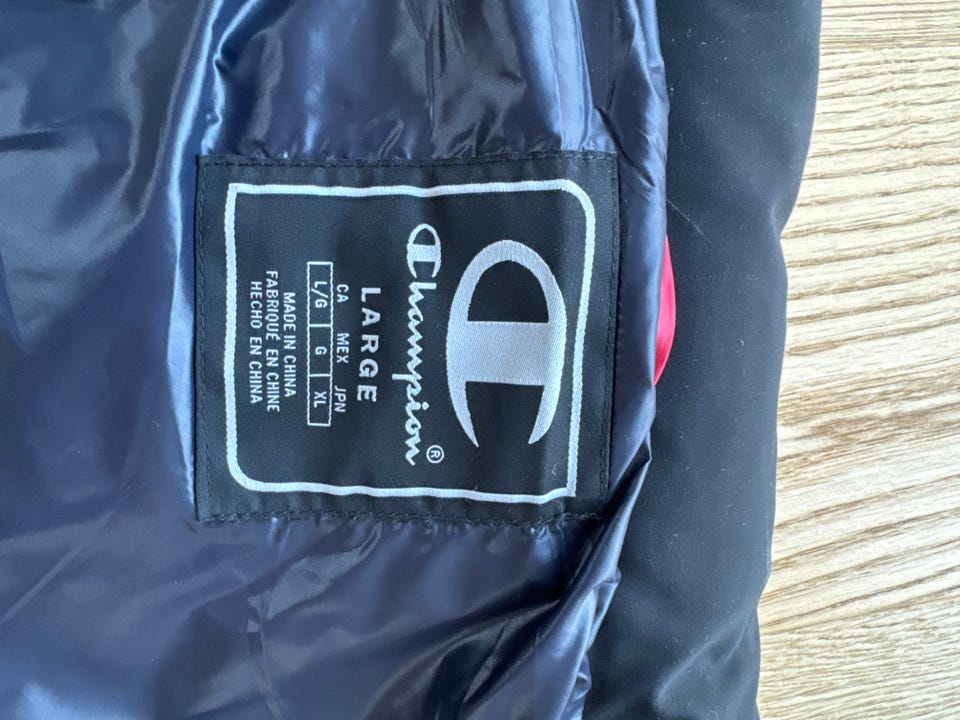 Champion®
LARGE
CA MEX JPN
L/G G XL
MADE IN CHINA
FABRIQUÉ EN CHINE
HECHO EN CHINA